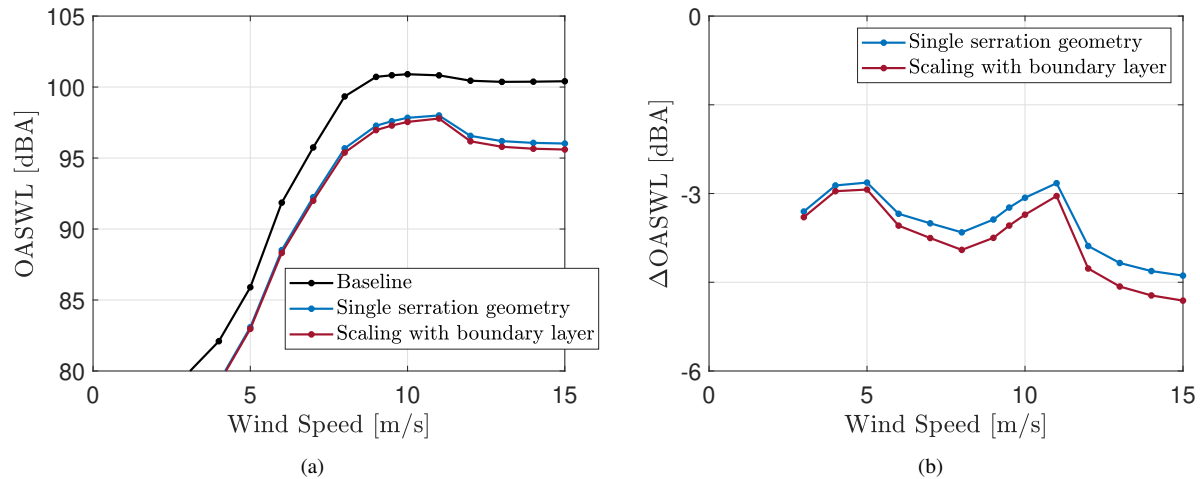 105
100
95
90
85
80
0
5
10
15
OASWL [dBA]
Wind Speed [m/s]
Baseline
Single serration geometry
Scaling with boundary layer
(a)
0
-3
-6
0
5
10
15
ΔOASWL [dBA]
Wind Speed [m/s]
Single serration geometry
Scaling with boundary layer
(b)